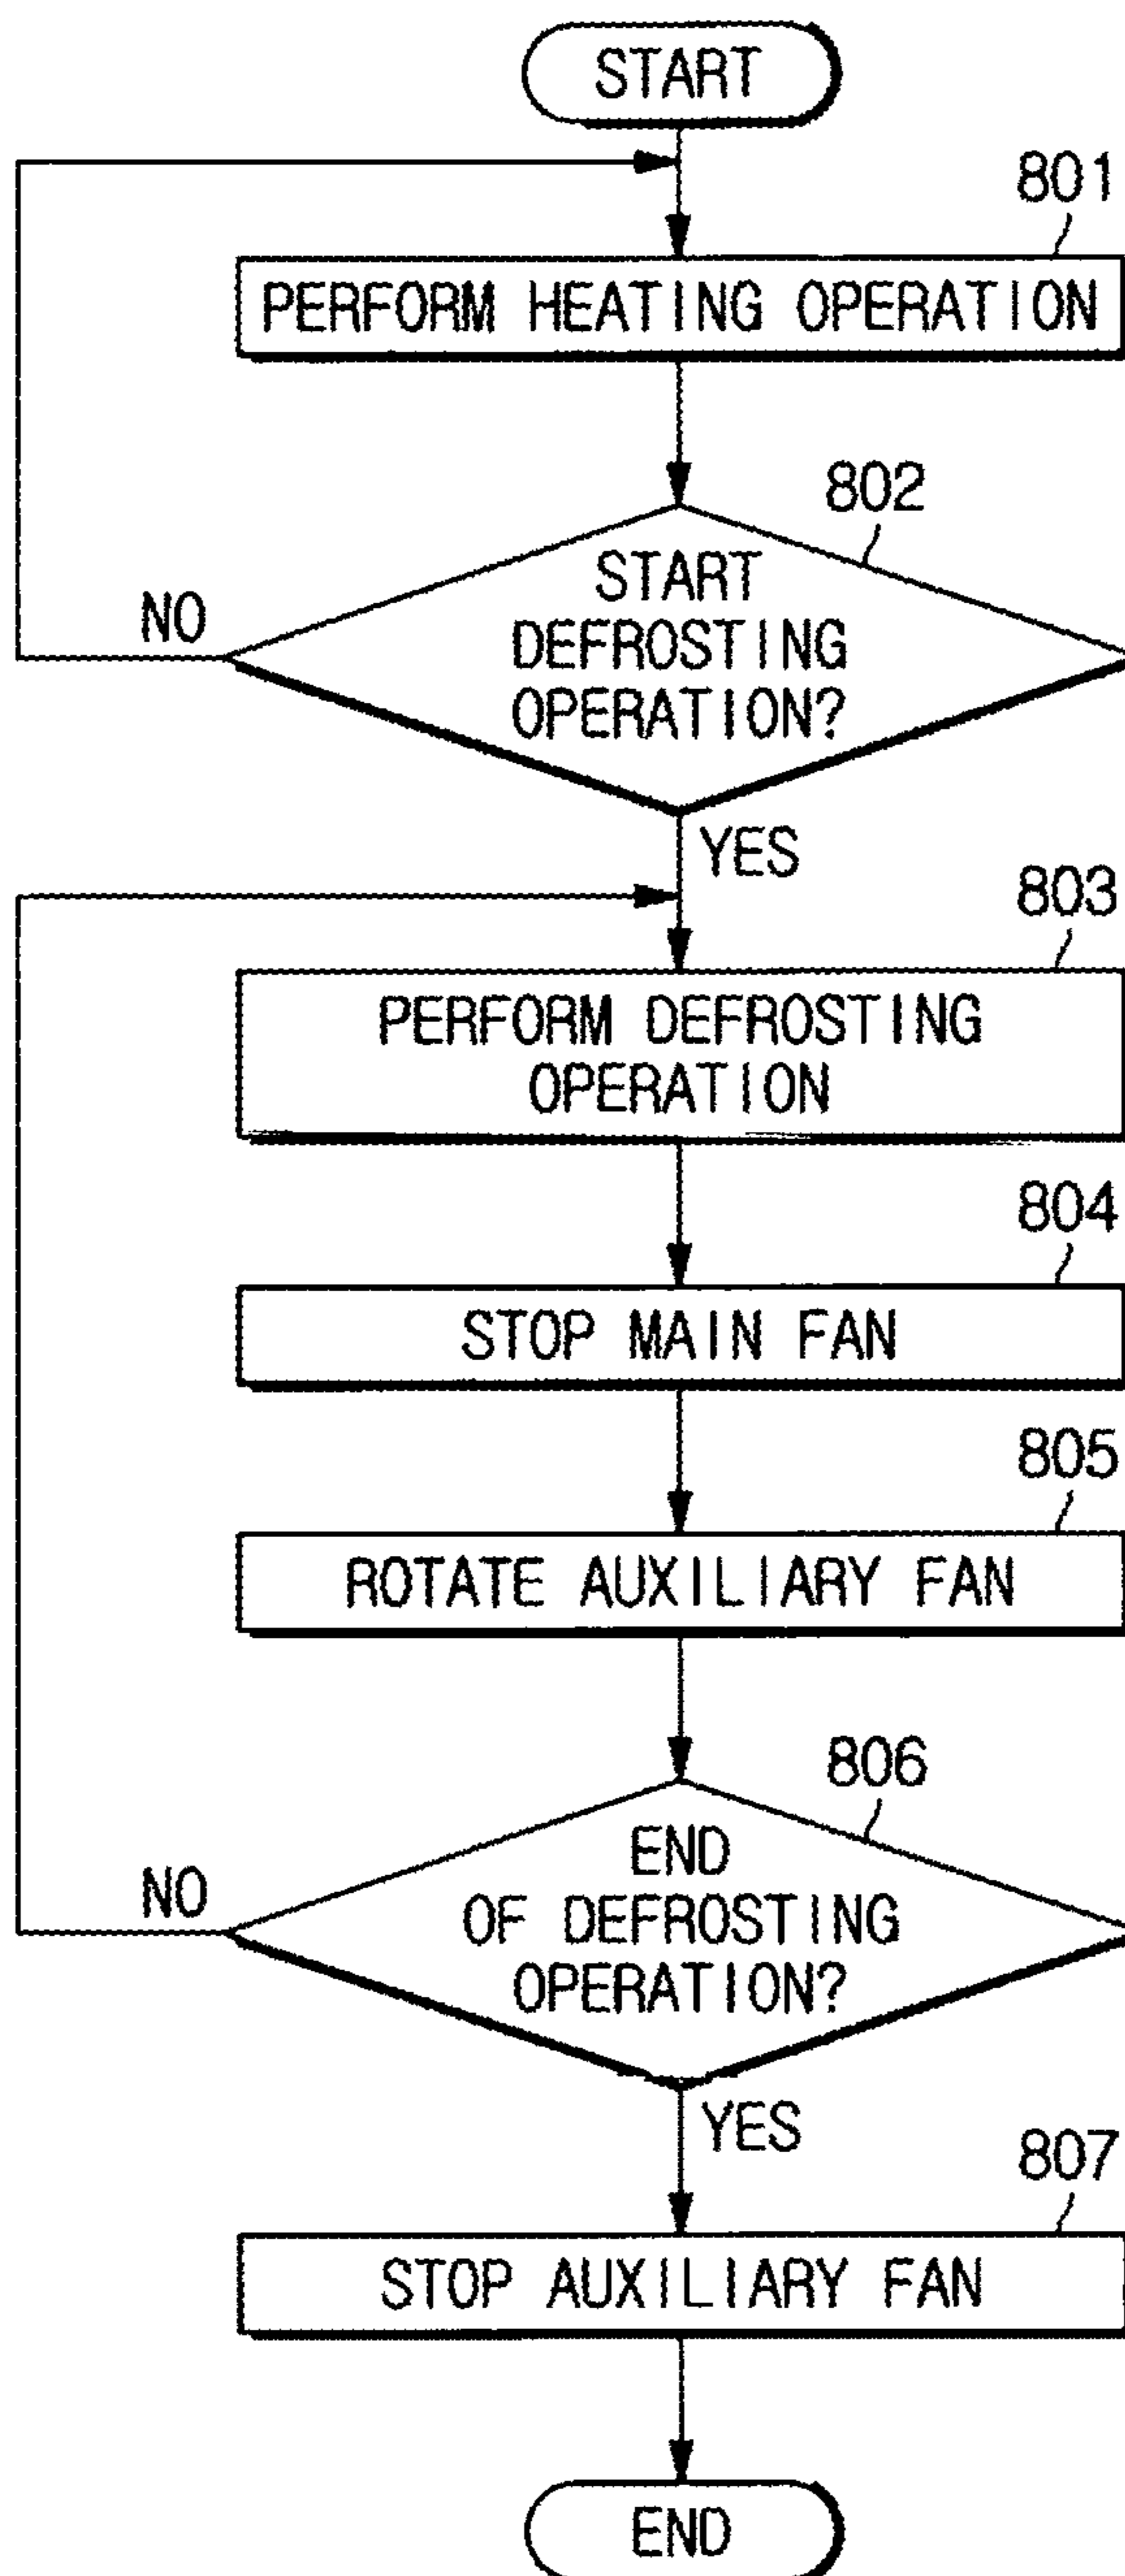 START
801
PERFORM HEATING OPERATION
802
START
DEFROSTING
OPERATION?
NO
YES
803
PERFORM DEFROSTING
OPERATION
804
STOP MAIN FAN
805
ROTATE AUXILIARY FAN
806
END
OF DEFROSTING
OPERATION?
NO
YES
807
STOP AUXILIARY FAN
END